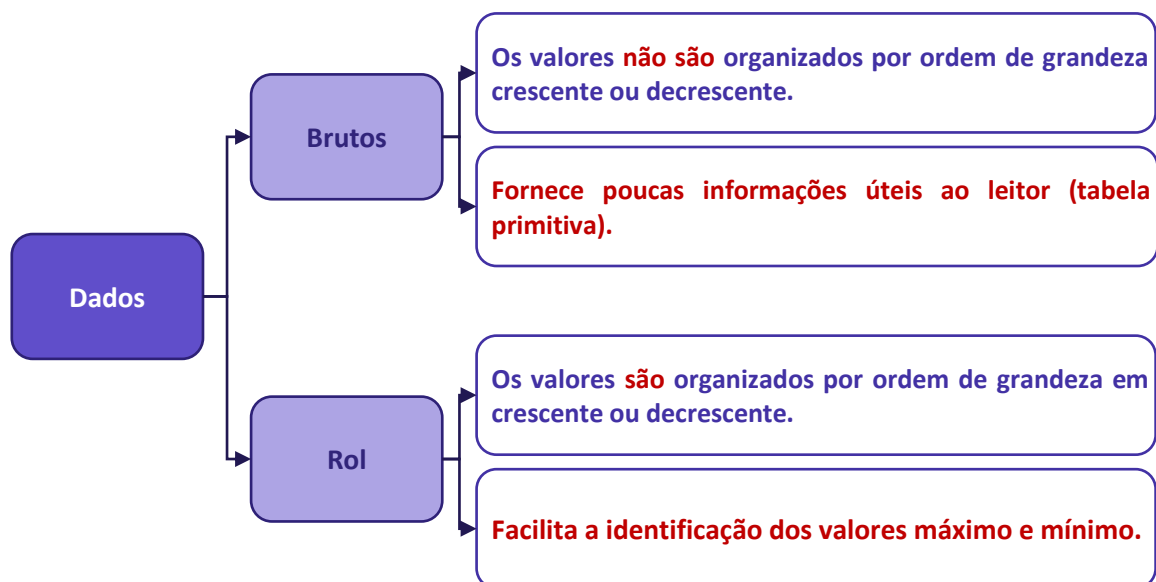 Dados
Brutos
Os valores não são organizados por ordem de grandeza
crescente ou decrescente.
Fornece poucas informações úteis ao leitor (tabela
primitiva).
Rol
Os valores são organizados por ordem de grandeza em
crescente ou decrescente.
Facilita a identificação dos valores máximo e mínimo.